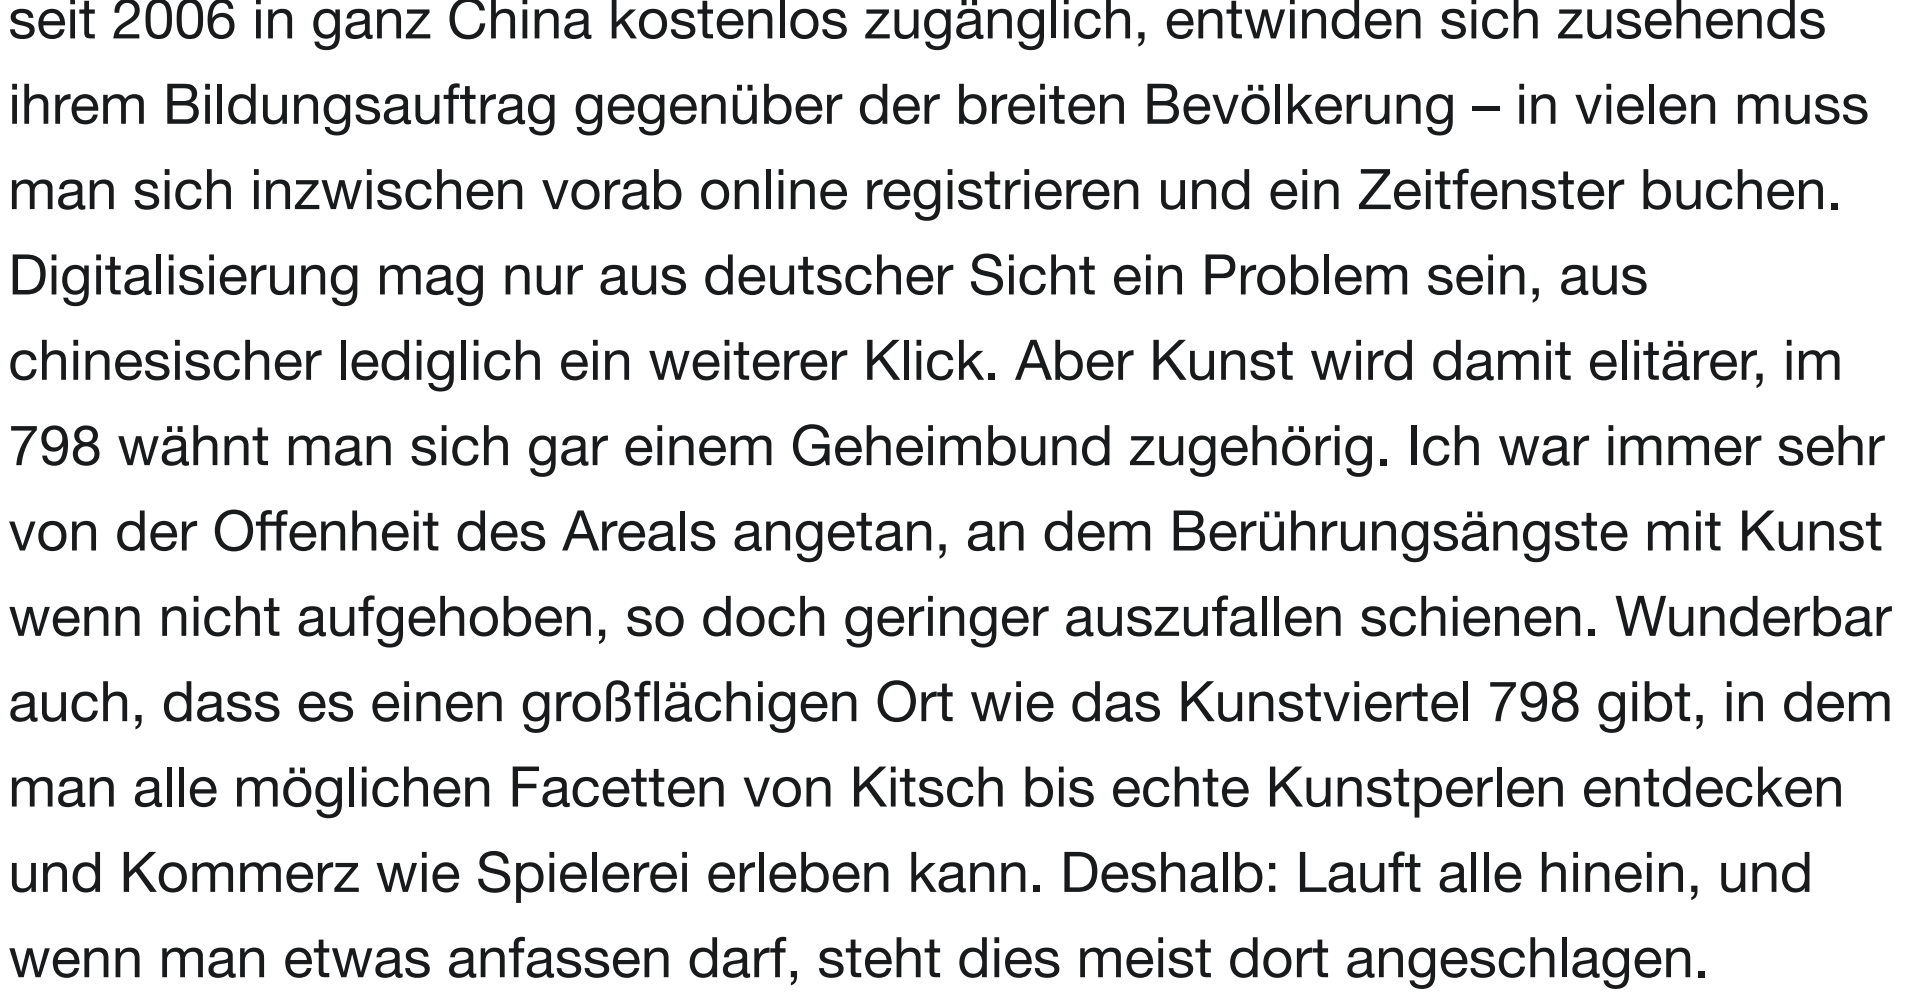 seit 2006 in ganz China kostenlos zugänglich, entwinden sich zusehends
ihrem Bildungsauftrag gegenüber der breiten Bevölkerung – in vielen muss
man sich inzwischen vorab online registrieren und ein Zeitfenster buchen.
Digitalisierung mag nur aus deutscher Sicht ein Problem sein, aus
chinesischer lediglich ein weiterer Klick. Aber Kunst wird damit elitärer, im
798 wähnt man sich gar einem Geheimbund zugehörig. Ich war immer sehr
von der Offenheit des Areals angetan, an dem Berührungsängste mit Kunst
wenn nicht aufgehoben, so doch geringer auszufallen schienen. Wunderbar
auch, dass es einen großflächigen Ort wie das Kunstviertel 798 gibt, in dem
man alle möglichen Facetten von Kitsch bis echte Kunstperlen entdecken
und Kommerz wie Spielerei erleben kann. Deshalb: Lauft alle hinein, und
wenn man etwas anfassen darf, steht dies meist dort angeschlagen.